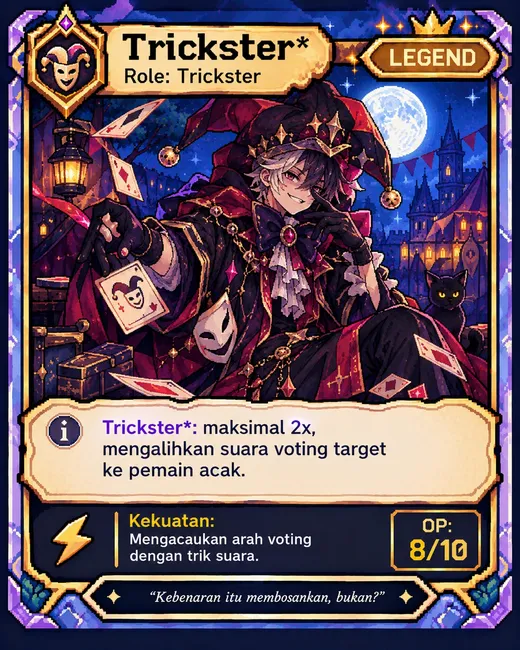 Trickster*
Role: Trickster
LEGEND
Trickster*: maksimal 2x,
mengalihkan suara voting target
ke pemain acak.
Kekuatan:
Mengacaukan arah voting
dengan trik suara.
OP:
8/10
“Kebenaran itu membosankan, bukan?”